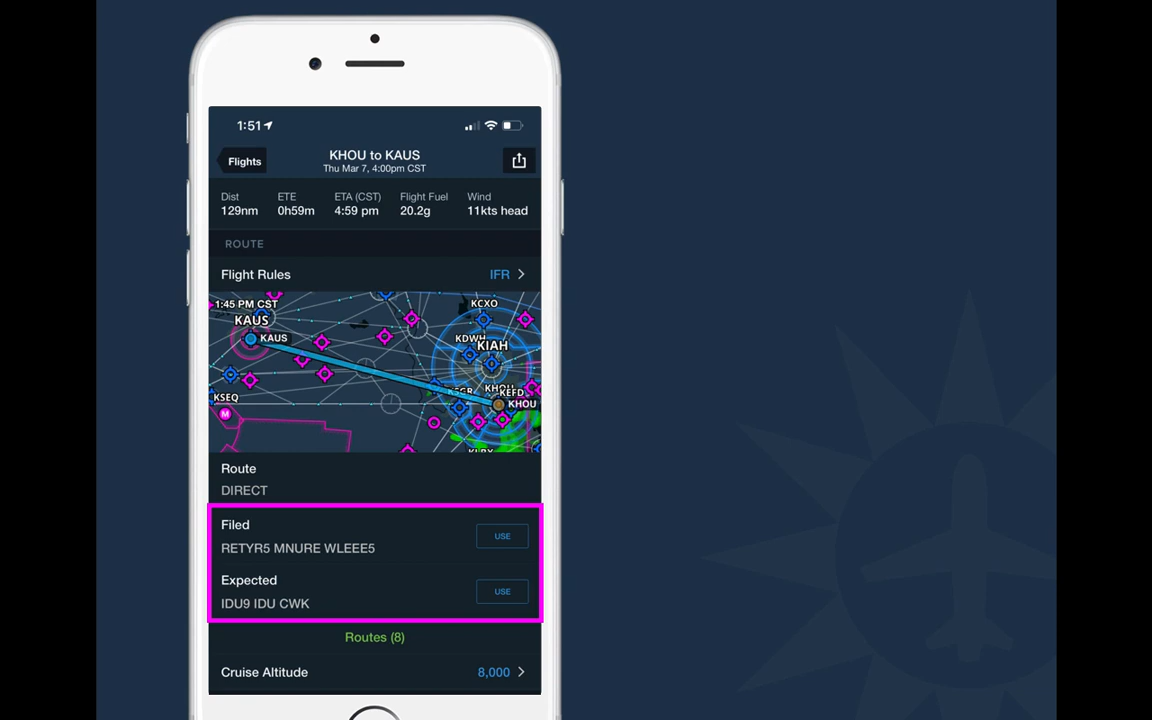 1:51
Flights
KHOU to KAUS
Thu Mar 7, 4:00pm CST
Dist ETE ETA (CST) Flight Fuel Wind
129nm 0h59m 4:59 pm 20.2g 11kts head
ROUTE
Flight Rules IFR
1:45 PM CST
KCXO
KAUS
KAUS
KDWH
KIAH
KSGR
KHOU
KEFD
KSEQ
KHOU
M
KLBX
Route
DIRECT
Filed
USE
RETYR5 MNURE WLEEE5
Expected
USE
IDU9 IDU CWK
Routes (8)
Cruise Altitude 8,000